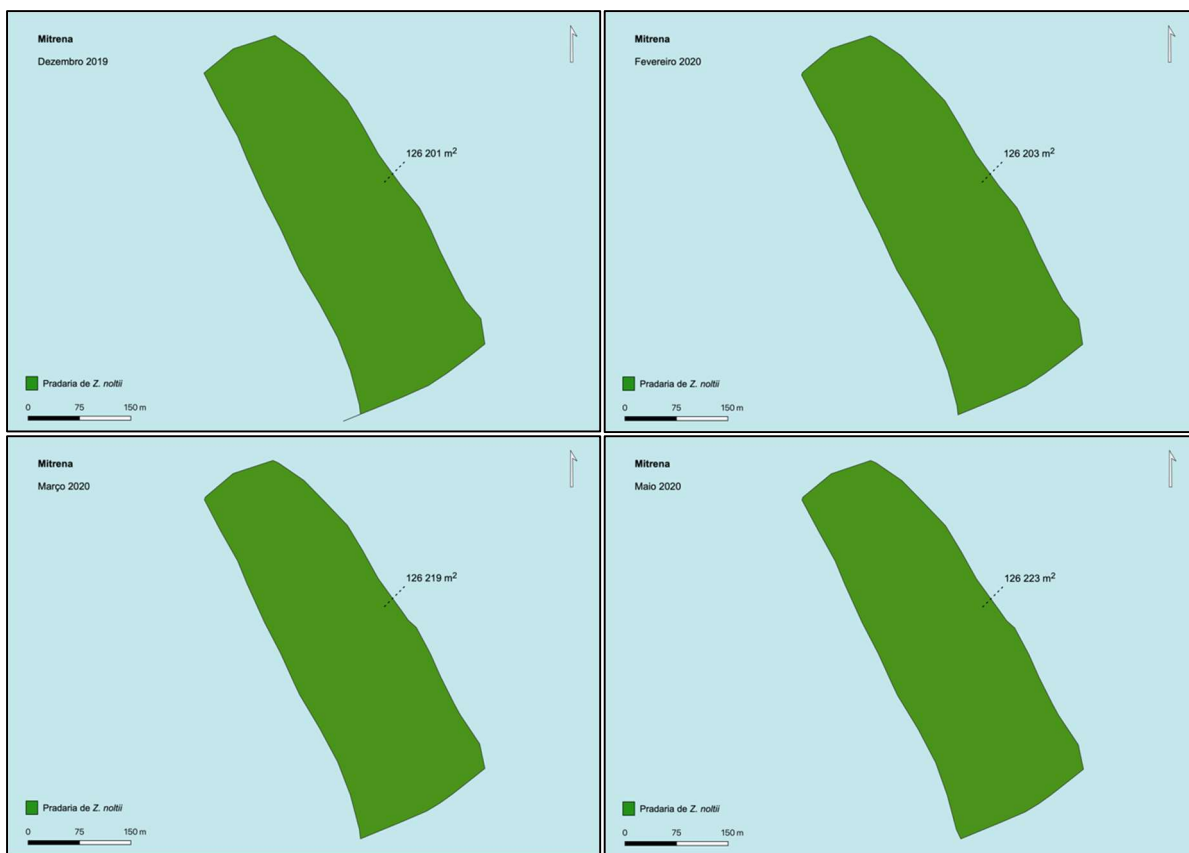 Mitrena
Dezembro 2019
126 201 m²
Pradaria de Z. noltii
0 75 150 m
Mitrena
Fevereiro 2020
126 203 m²
Pradaria de Z. noltii
0 75 150 m
Mitrena
Março 2020
126 219 m²
Pradaria de Z. noltii
0 75 150 m
Mitrena
Maio 2020
126 223 m²
Pradaria de Z. noltii
0 75 150 m